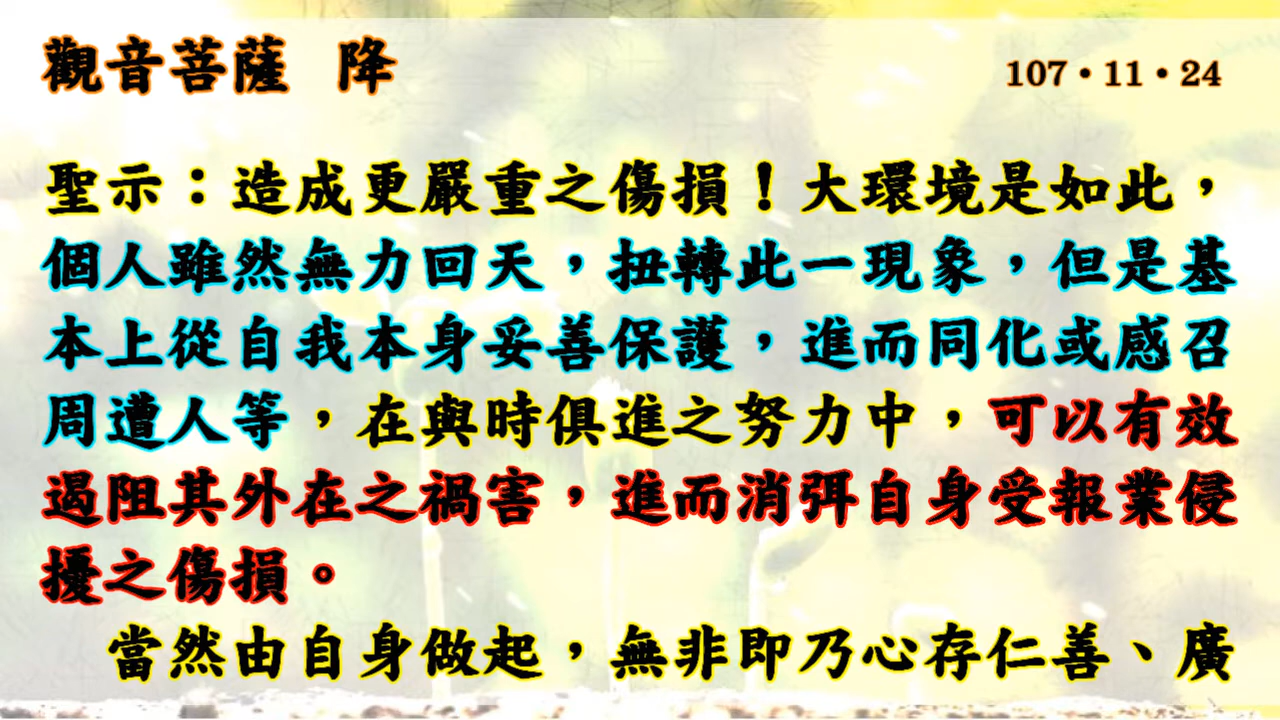 觀音菩薩 降
107•11•24
聖示：造成更嚴重之傷損！大環境是如此，
個人雖然無力回天，扭轉此一現象，但是基
本上從自我本身妥善保護，進而同化或感召
周遭人等，在與時俱進之努力中，可以有效
遏阻其外在之禍害，進而消弭自身受報業侵
擾之傷損。
當然由自身做起，無非即乃心存仁善、廣